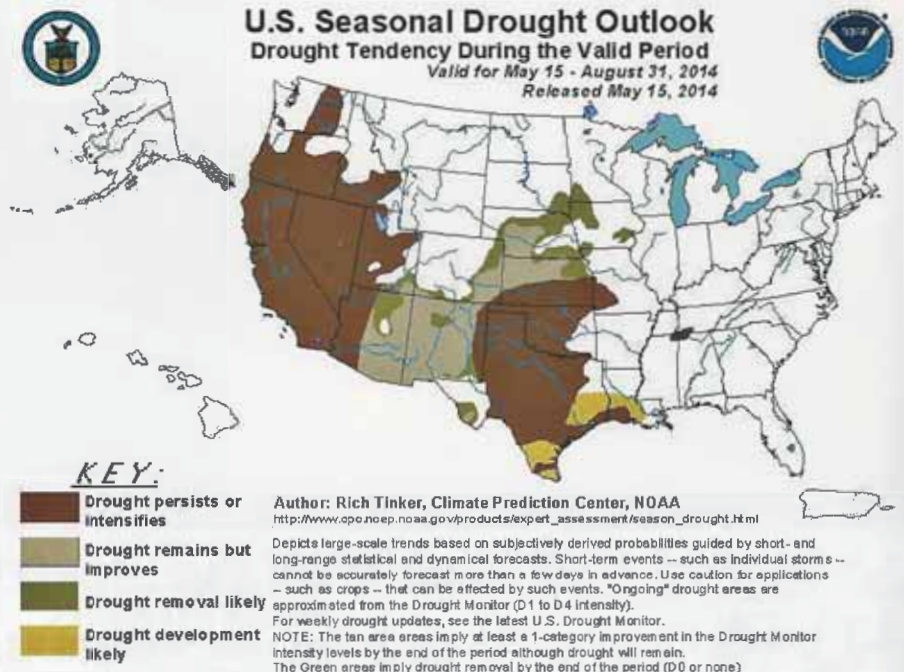 U.S. Seasonal Drought Outlook
Drought Tendency During the Valid Period
Valid for May 15 - August 31, 2014
Released May 15, 2014
KEY:
Drought persists or
intensifies
Drought remains but
improves
Drought removal likely
Drought development
likely
Author: Rich Tinker, Climate Prediction Center, NOAA
http://www.cpc.ncep.noaa.gov/products/expert_assessment/season_drought.html
Depicts large-scale trends based on subjectively derived probabilities guided by short- and
long-range statistical and dynamical forecasts. Short-term events -- such as individual storms --
cannot be accurately forecast more than a few days in advance. Use caution for applications
-- such as crops -- that can be affected by such events. "Ongoing" drought areas are
approximated from the Drought Monitor (D1 to D4 intensity).
For weekly drought updates, see the latest U.S. Drought Monitor.
NOTE: The tan area areas imply at least a 1-category improvement in the Drought Monitor
intensity levels by the end of the period although drought will remain.
The Green areas imply drought removal by the end of the period (D0 or none)